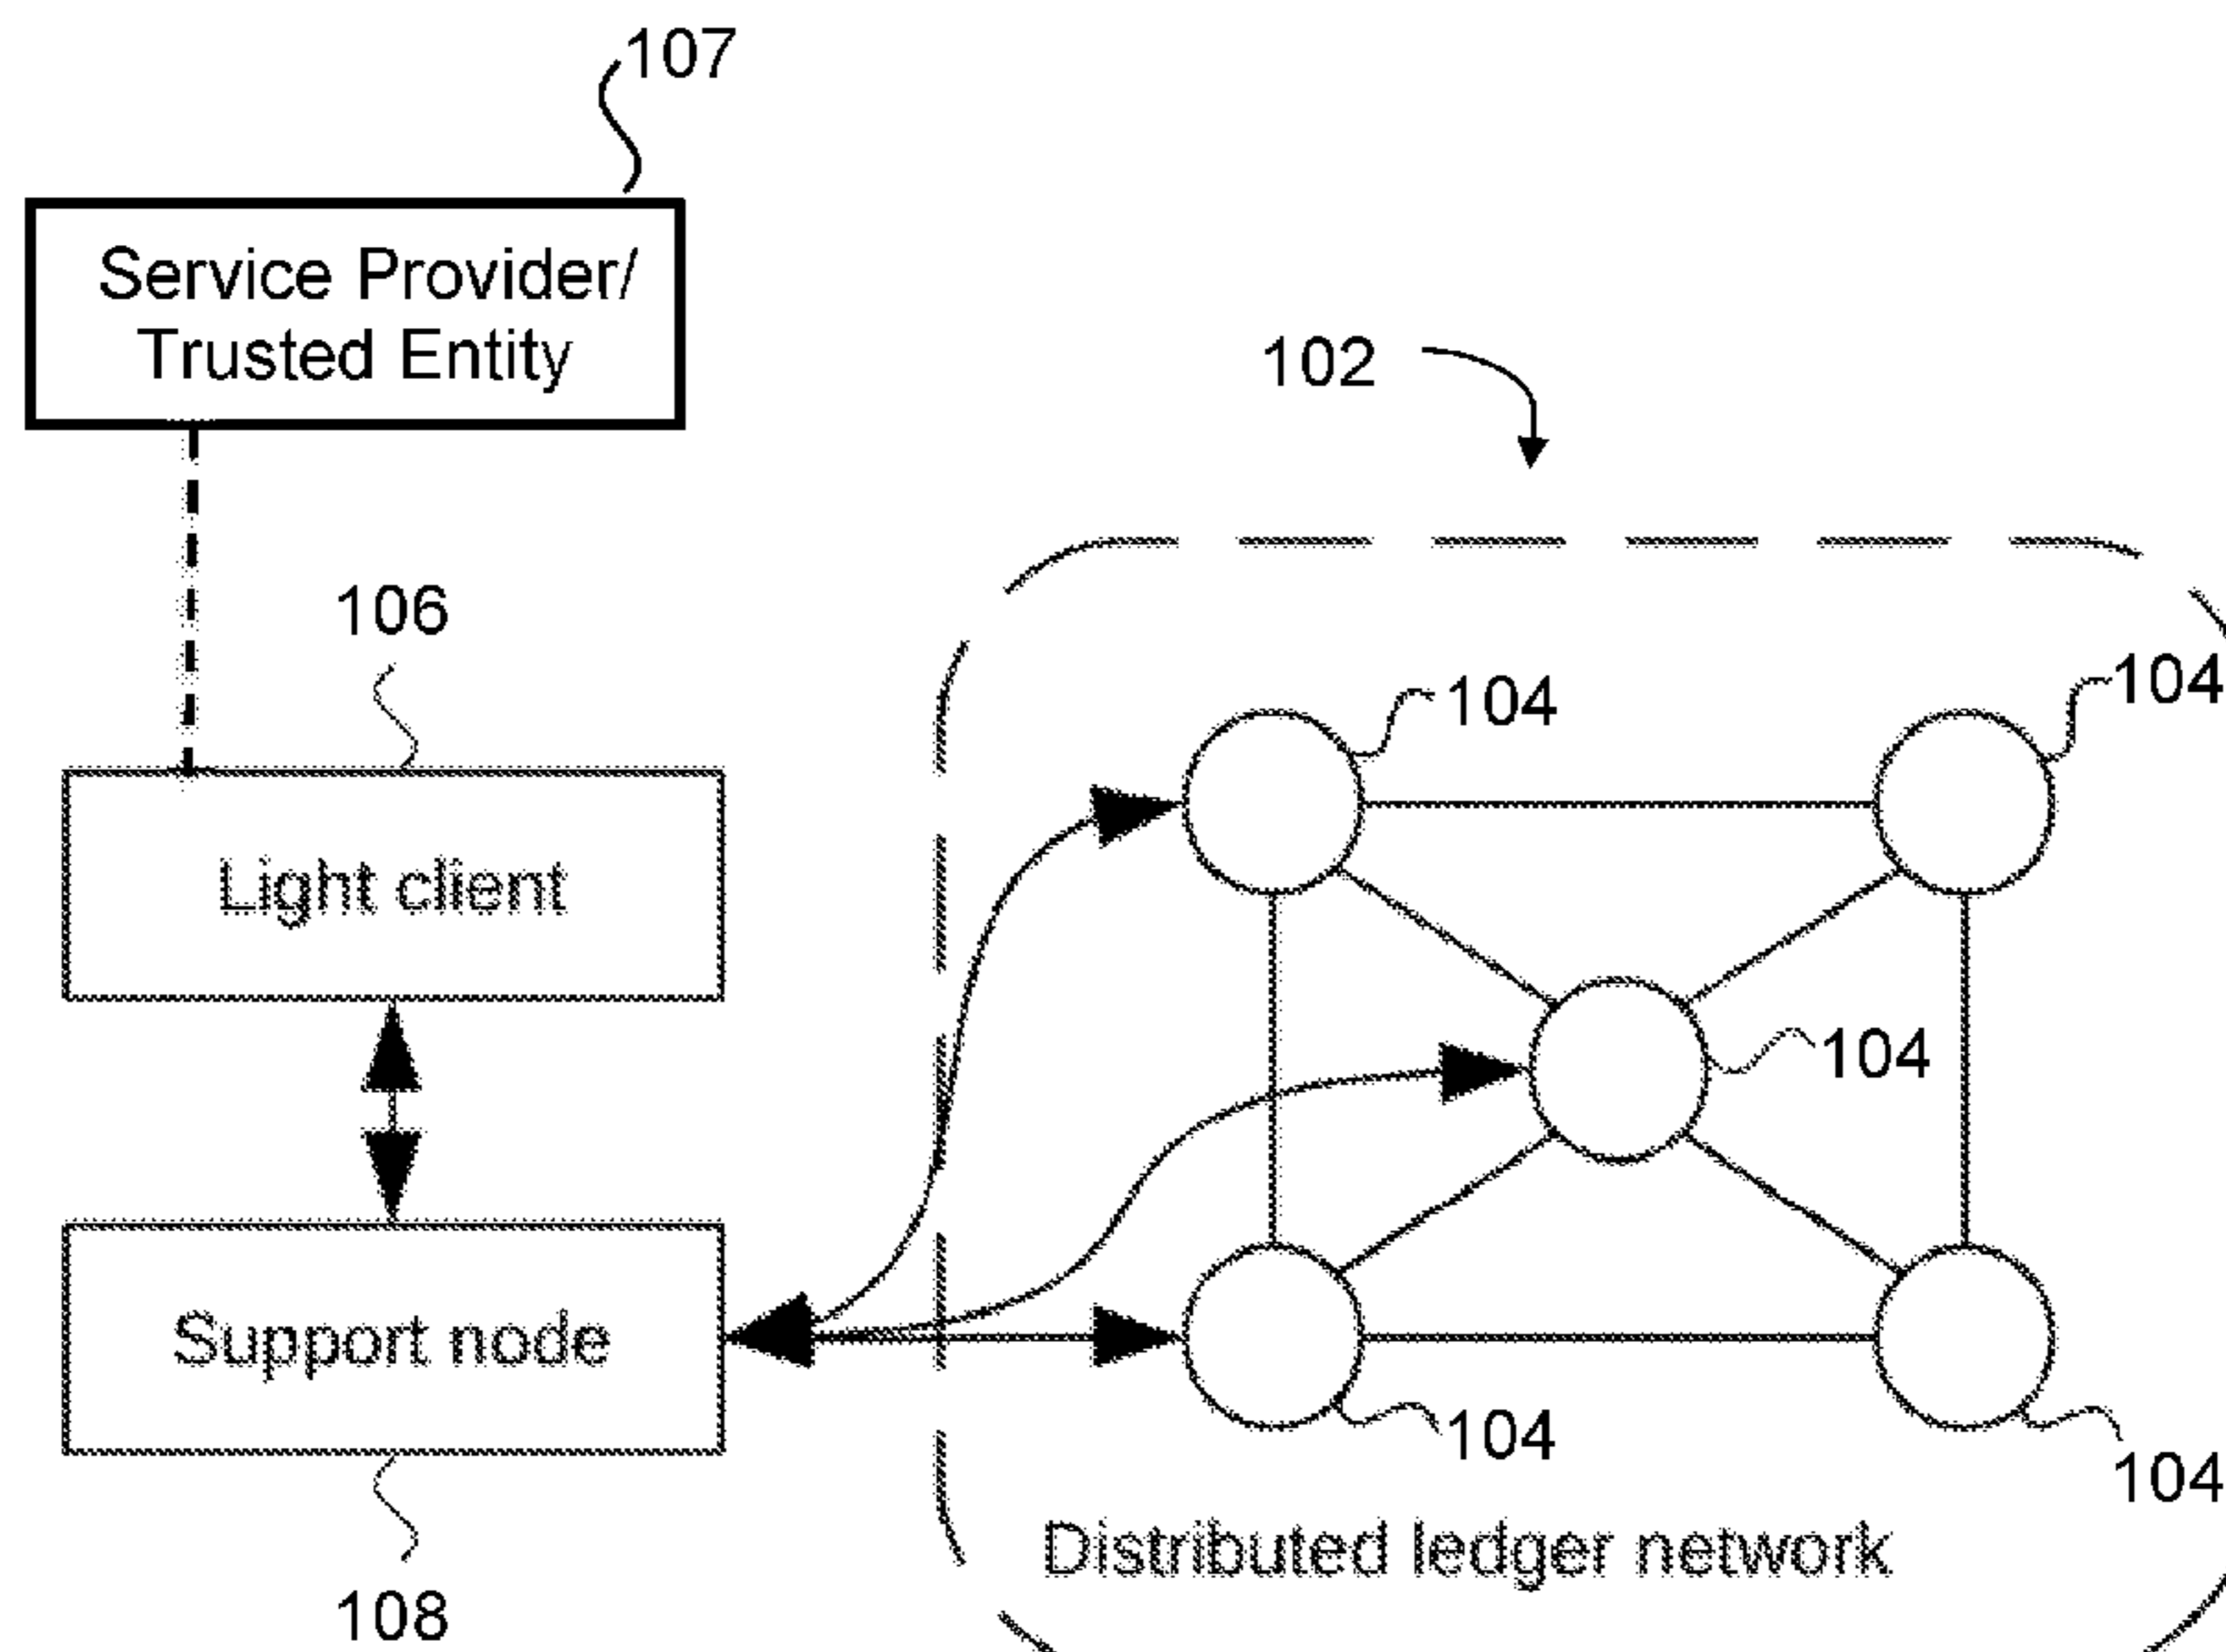 107
Service Provider/
Trusted Entity
102
106
104
104
Light client
104
Support node
104
104
Distributed ledger network
108